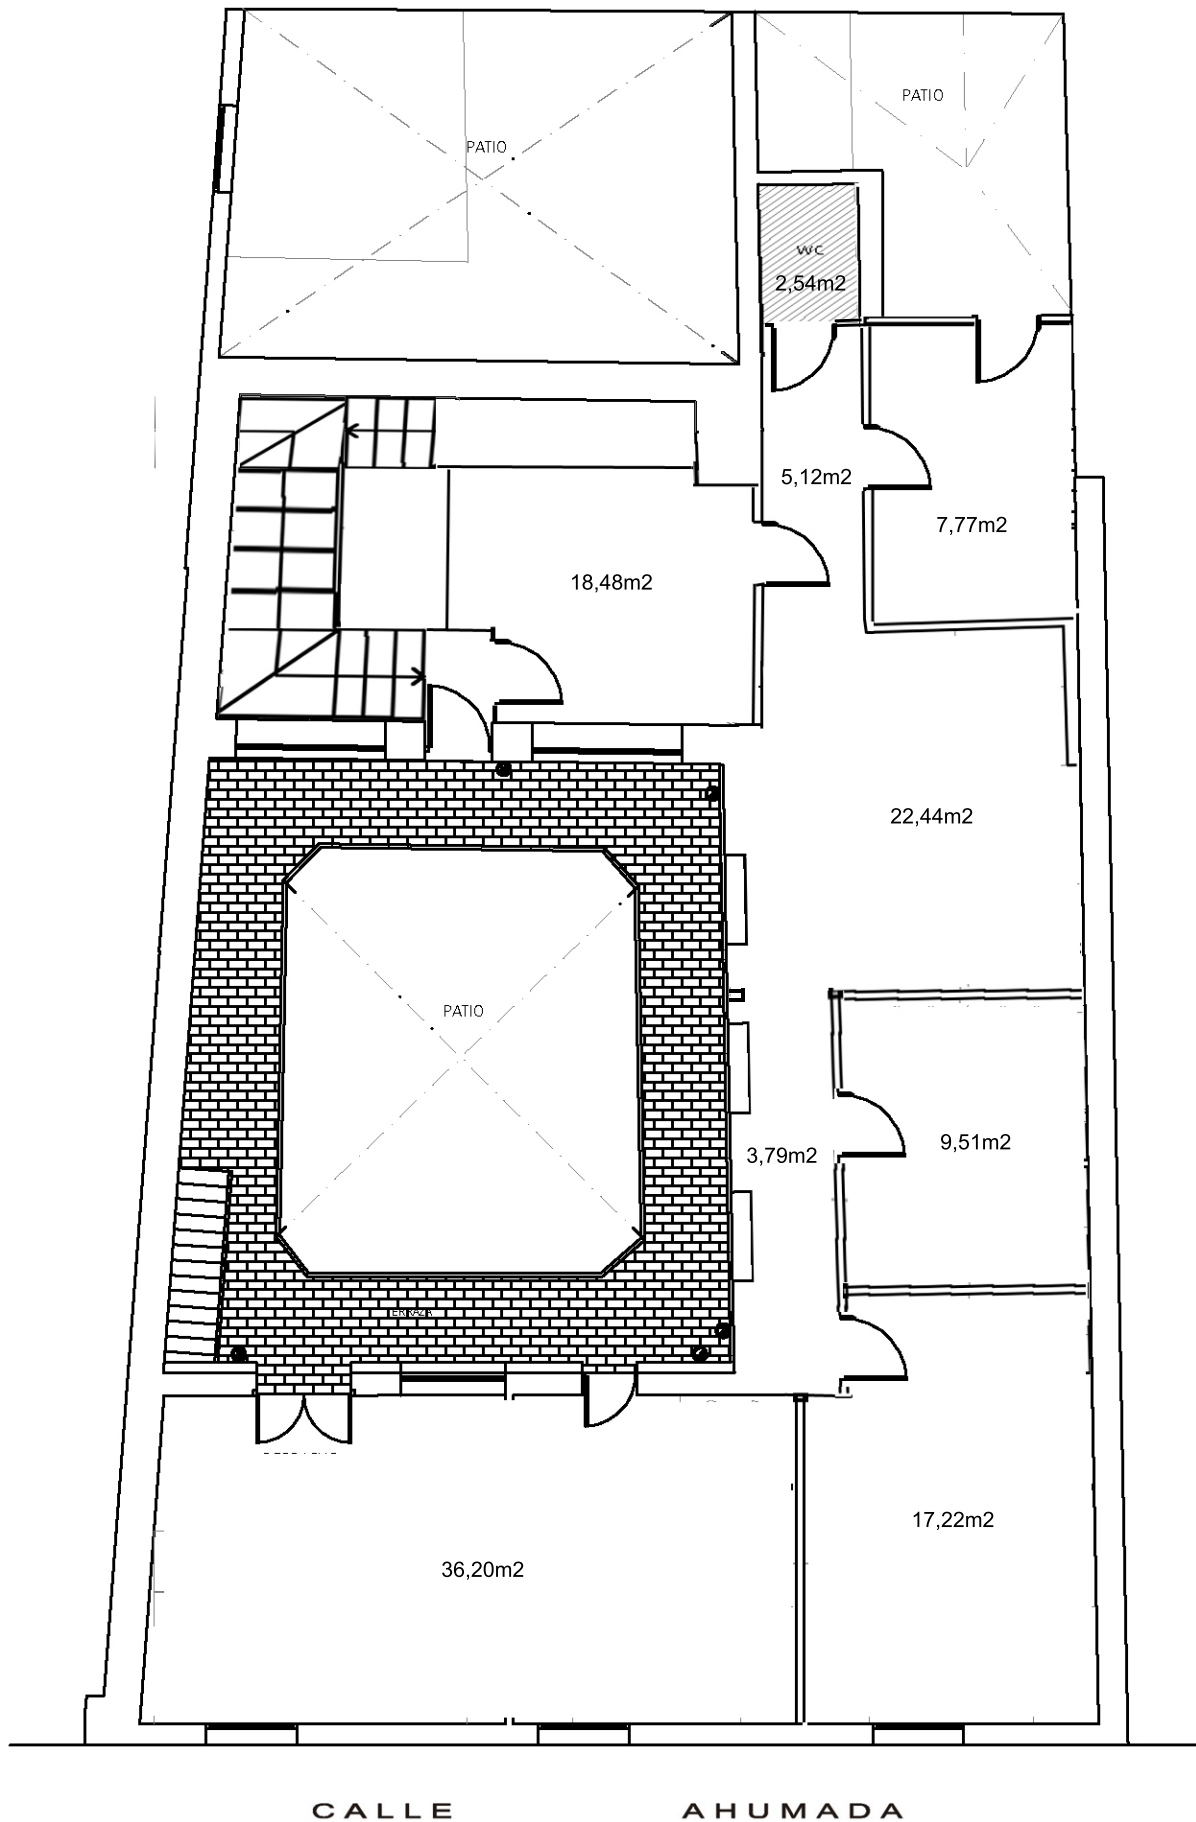 PATIO
PATIO
WC
2,54m2
5,12m2
7,77m2
18,48m2
22,44m2
PATIO
3,79m2
9,51m2
TERRAZA
17,22m2
36,20m2
CALLE AHUMADA